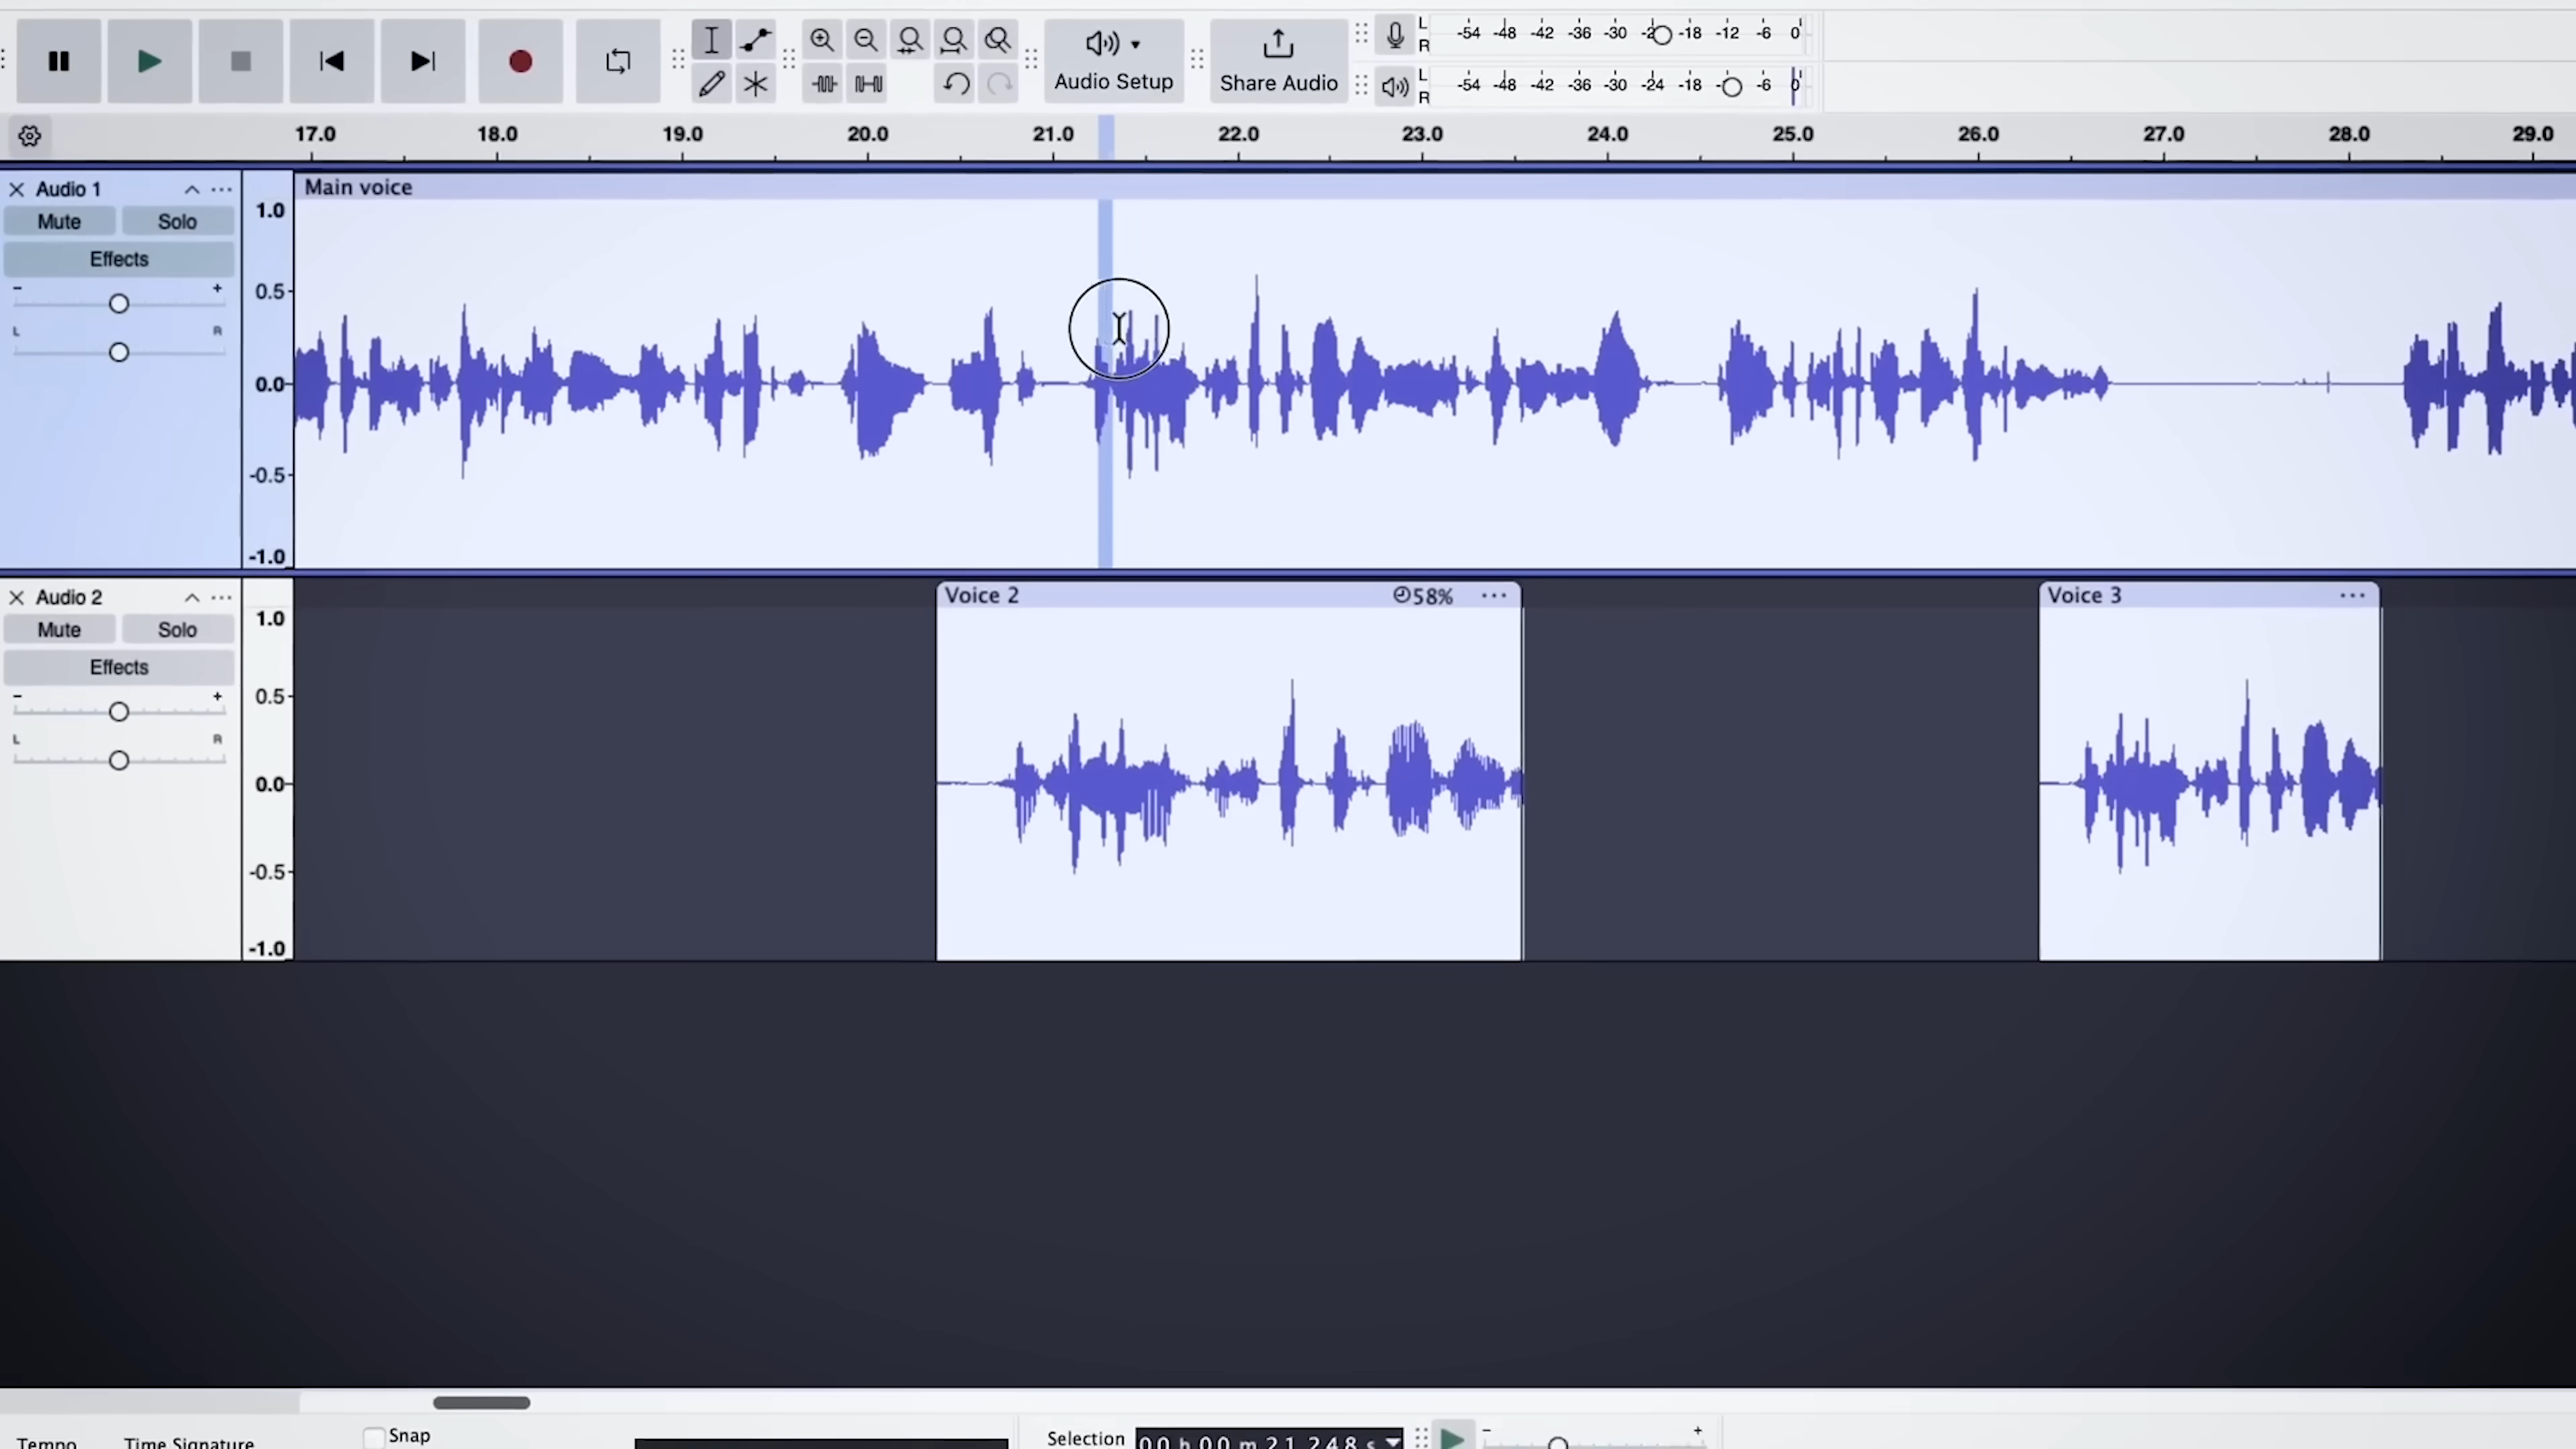 L R -54 -48 -42 -36 -30 -18 -12 -6 0
Audio Setup
Share Audio
L R -54 -48 -42 -36 -30 -24 -18 -6 0
17.0 18.0 19.0 20.0 21.0 22.0 23.0 24.0 25.0 26.0 27.0 28.0 29.0
Audio 1
Main voice
Mute Solo
Effects
- +
L R
1.0
0.5
0.0
-0.5
-1.0
Audio 2
Voice 2 58%
Voice 3
Mute Solo
Effects
- +
L R
1.0
0.5
0.0
-0.5
-1.0
Tempo Time Signature Snap
Selection 00 h 00 m 21.248 s
- +